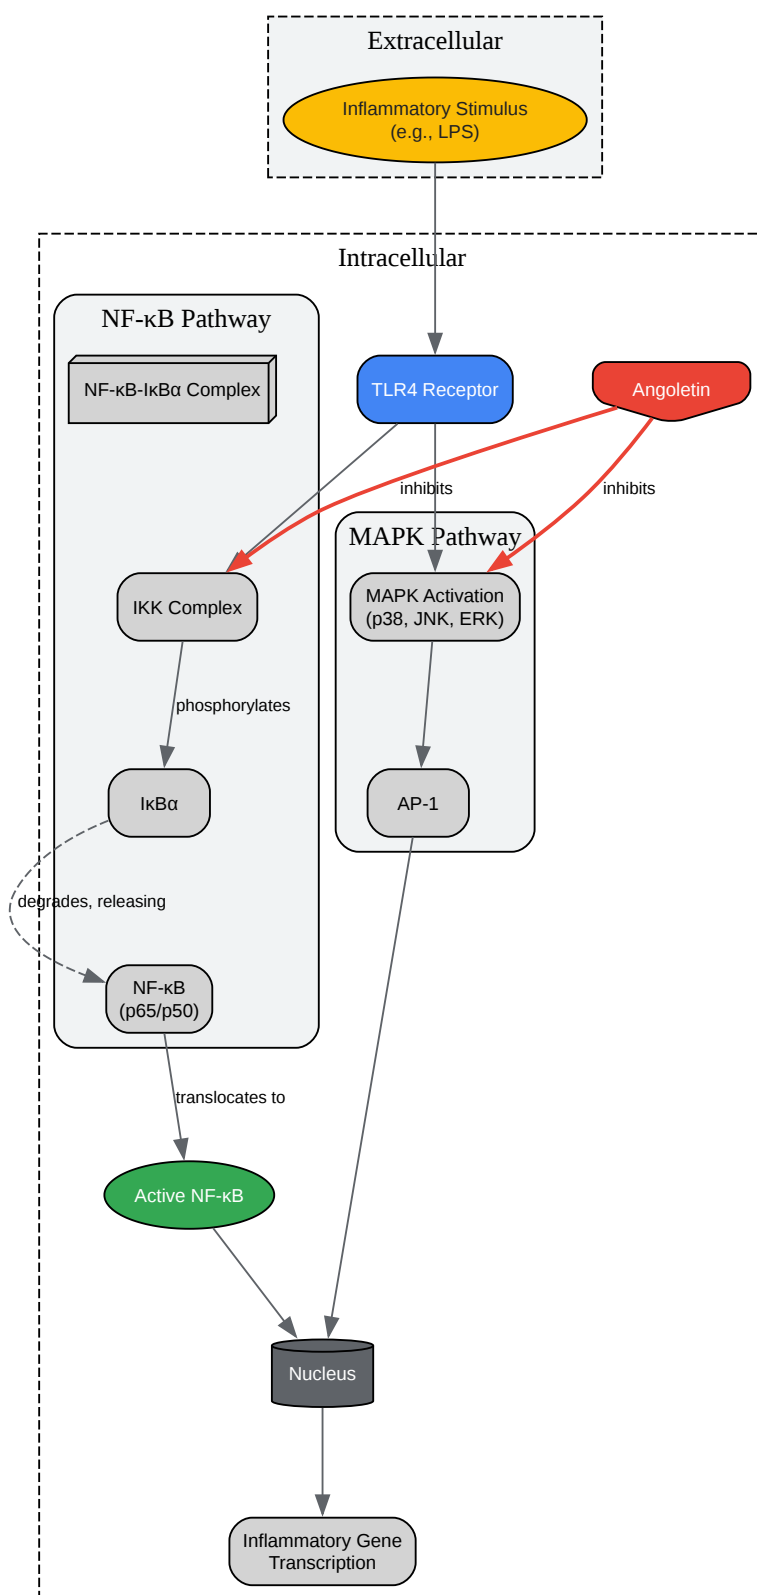 Extracellular
Inflammatory Stimulus
(e.g., LPS)
Intracellular
NF-κB Pathway
NF-κB-IκBα Complex
TLR4 Receptor
Angoletin
inhibits
inhibits
MAPK Pathway
IKK Complex
MAPK Activation
(p38, JNK, ERK)
phosphorylates
IκBα
AP-1
degrades, releasing
NF-κB
(p65/p50)
translocates to
Active NF-κB
Nucleus
Inflammatory Gene
Transcription